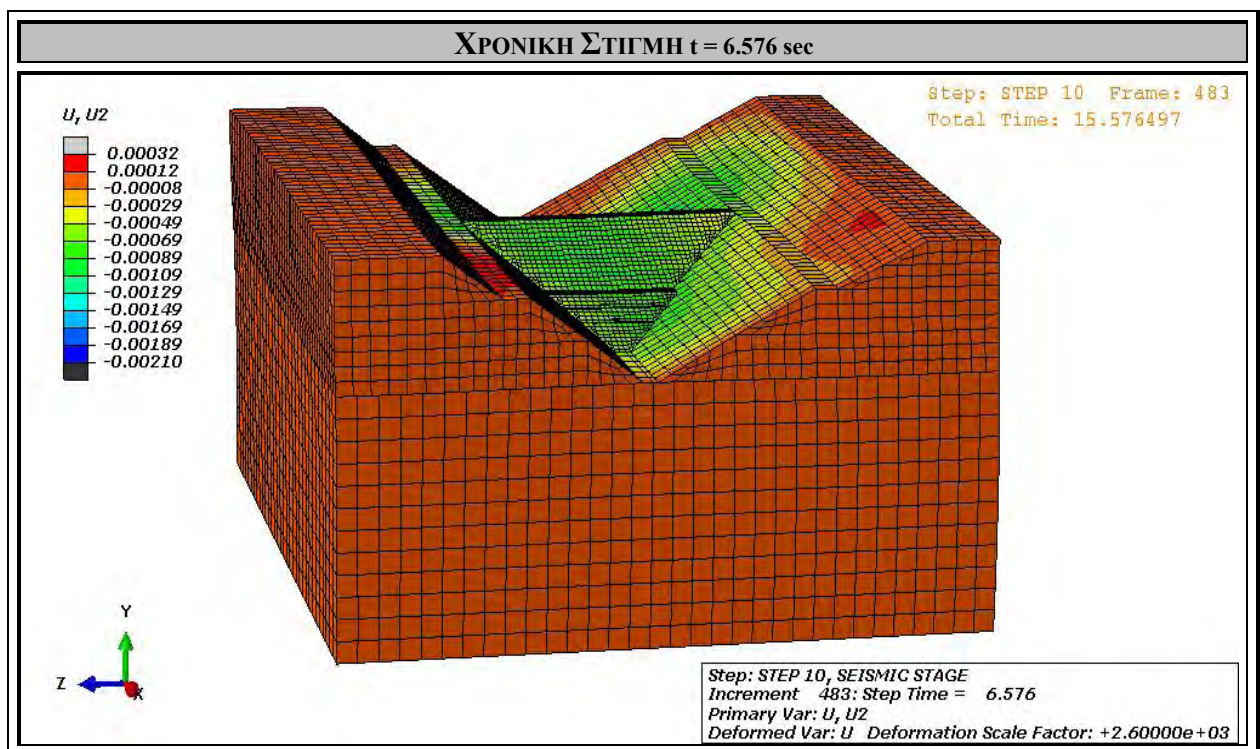 ΧΡΟΝΙΚΗ ΣΤΙΓΜΗ t = 6.576 sec
U, U2
0.00032
0.00012
-0.00008
-0.00029
-0.00049
-0.00069
-0.00089
-0.00109
-0.00129
-0.00149
-0.00169
-0.00189
-0.00210
Step: STEP 10 Frame: 483
Total Time: 15.576497
Y
Z
X
Step: STEP 10, SEISMIC STAGE
Increment 483: Step Time = 6.576
Primary Var: U, U2
Deformed Var: U Deformation Scale Factor: +2.60000e+03